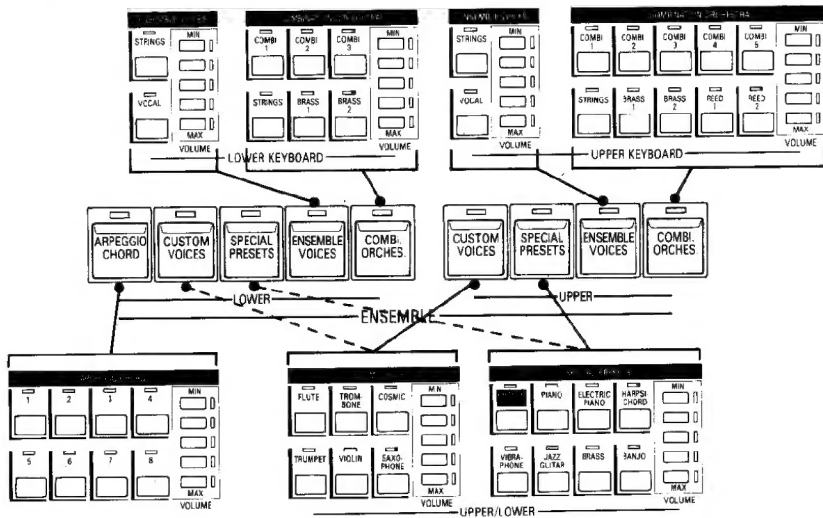 STRINGS
VOCAL
MIN
MAX
VOLUME
COMBI 1
COMBI 2
COMBI 3
STRINGS
BRASS 1
BRASS 2
MIN
MAX
VOLUME
LOWER KEYBOARD
STRINGS
VOCAL
MIN
MAX
VOLUME
COMBI 1
COMBI 2
COMBI 3
COMBI 4
COMBI 5
STRINGS
BRASS 1
BRASS 2
REED 1
REED 2
MIN
MAX
VOLUME
UPPER KEYBOARD
ARPEGGIO CHORD
CUSTOM VOICES
SPECIAL PRESETS
ENSEMBLE VOICES
COMBI. ORCHES.
CUSTOM VOICES
SPECIAL PRESETS
ENSEMBLE VOICES
COMBI. ORCHES.
LOWER
UPPER
ENSEMBLE
1
2
3
4
5
6
7
8
MIN
MAX
VOLUME
FLUTE
TROM-BONE
COSMIC
TRUMPET
VIOLIN
SAXO-PHONE
MIN
MAX
VOLUME
PIANO
ELECTRIC PIANO
HARPSI-CHORD
VIBRA-PHONE
JAZZ GUITAR
BRASS
BANJO
MIN
MAX
VOLUME
UPPER/LOWER